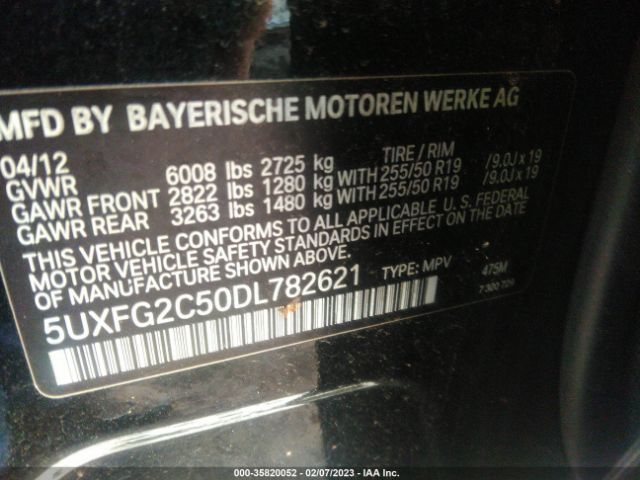 MFD BY BAYERISCHE MOTOREN WERKE AG
04/12 TIRE / RIM
GVWR 6008 lbs 2725 kg
GAWR FRONT 2822 lbs 1280 kg WITH 255/50 R19 /9.0J x 19
GAWR REAR 3263 lbs 1480 kg WITH 255/50 R19 /9.0J x 19
THIS VEHICLE CONFORMS TO ALL APPLICABLE U. S. FEDERAL
MOTOR VEHICLE SAFETY STANDARDS IN EFFECT ON THE DATE
OF MANUFACTURE SHOWN ABOVE.
5UXFG2C50DL782621 TYPE: MPV 475M
7 300 709
000-35820052 - 02/07/2023 - IAA Inc.